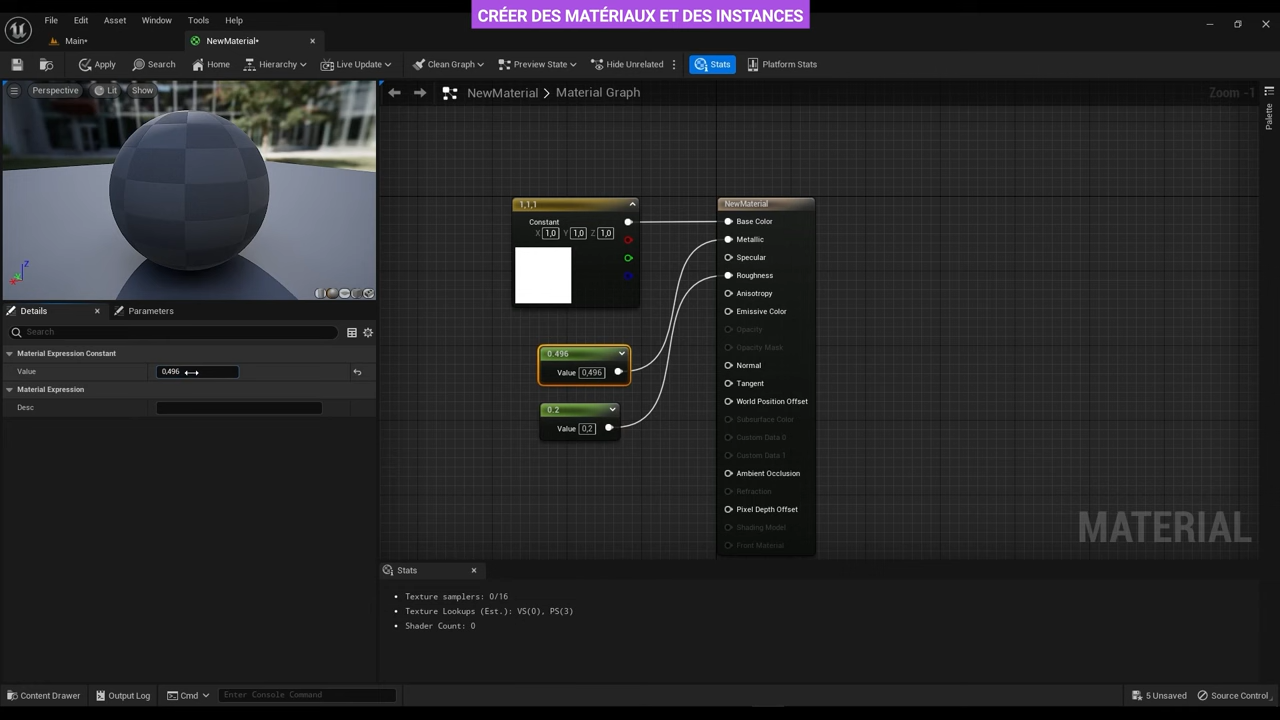 CRÉER DES MATÉRIAUX ET DES INSTANCES
File Edit Asset Window Tools Help
Main•
NewMaterial•
Apply Search Home Hierarchy Live Update Clean Graph Preview State Hide Unrelated Stats Platform Stats
Perspective Lit Show
NewMaterial > Material Graph
Zoom -1
Palette
1,1,1
Constant
X 1,0 Y 1,0 Z 1,0
0.496
Value 0,496
0.2
Value 0,2
NewMaterial
Base Color
Metallic
Specular
Roughness
Anisotropy
Emissive Color
Opacity
Opacity Mask
Normal
Tangent
World Position Offset
Subsurface Color
Custom Data 0
Custom Data 1
Ambient Occlusion
Refraction
Pixel Depth Offset
Shading Model
Front Material
MATERIAL
Z
Details
Parameters
Search
Material Expression Constant
Value 0,496
Material Expression
Desc
Stats
• Texture samplers: 0/16
• Texture Lookups (Est.): VS(0), PS(3)
• Shader Count: 0
Content Drawer Output Log Cmd Enter Console Command 5 Unsaved Source Control